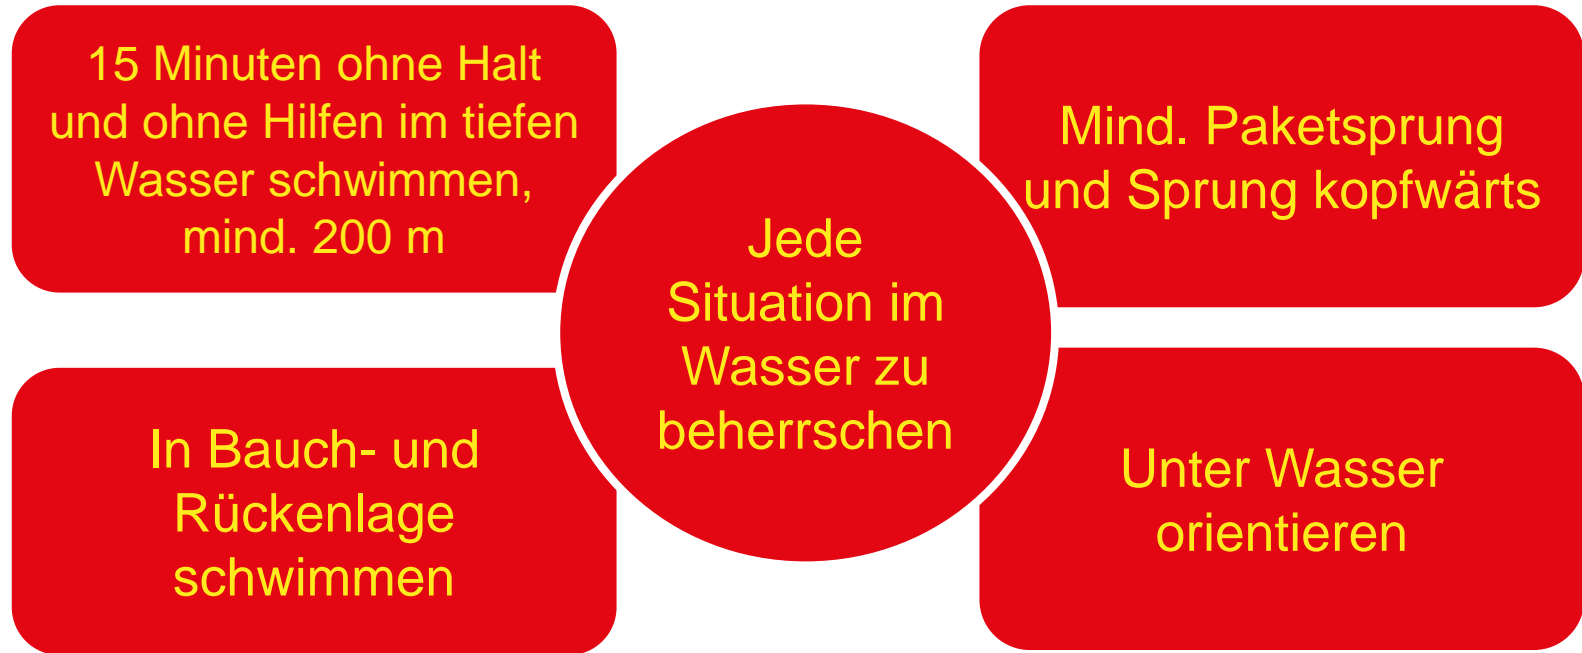 15 Minuten ohne Halt
und ohne Hilfen im tiefen
Wasser schwimmen,
mind. 200 m
Mind. Paketsprung
und Sprung kopfwärts
Jede
Situation im
Wasser zu
beherrschen
In Bauch- und
Rückenlage
schwimmen
Unter Wasser
orientieren